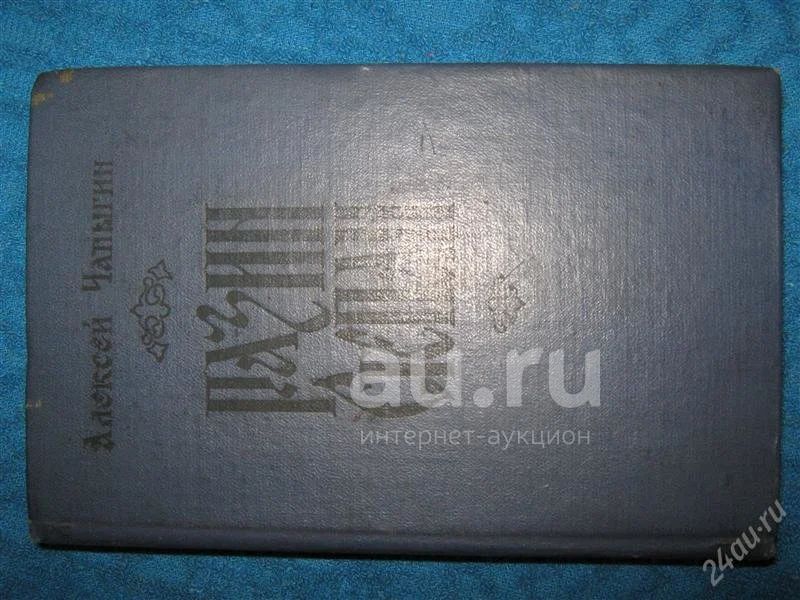 Алексей Чапыгин
РАЗИН
СТЕПАН
au.ru
интернет-аукцион
24au.ru